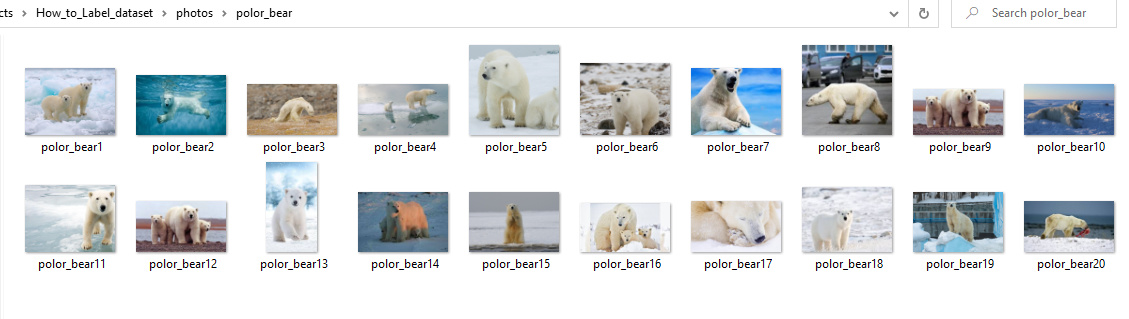 cts > How_to_Label_dataset > photos > polor_bear
Search polor_bear
polor_bear1 polor_bear2 polor_bear3 polor_bear4 polor_bear5 polor_bear6 polor_bear7 polor_bear8 polor_bear9 polor_bear10
polor_bear11 polor_bear12 polor_bear13 polor_bear14 polor_bear15 polor_bear16 polor_bear17 polor_bear18 polor_bear19 polor_bear20